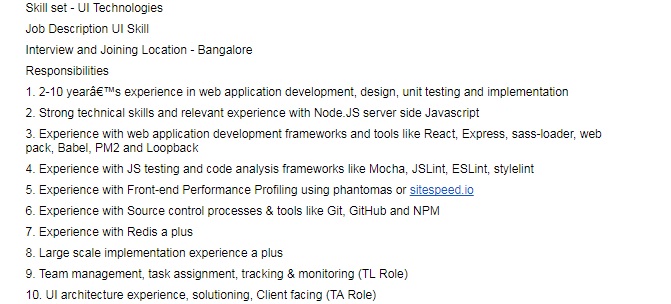 Skill set - UI Technologies
Job Description UI Skill
Interview and Joining Location - Bangalore
Responsibilities
1. 2-10 yearâ€™s experience in web application development, design, unit testing and implementation
2. Strong technical skills and relevant experience with Node.JS server side Javascript
3. Experience with web application development frameworks and tools like React, Express, sass-loader, web
pack, Babel, PM2 and Loopback
4. Experience with JS testing and code analysis frameworks like Mocha, JSLint, ESLint, stylelint
5. Experience with Front-end Performance Profiling using phantomas or sitespeed.io
6. Experience with Source control processes & tools like Git, GitHub and NPM
7. Experience with Redis a plus
8. Large scale implementation experience a plus
9. Team management, task assignment, tracking & monitoring (TL Role)
10. UI architecture experience, solutioning, Client facing (TA Role)